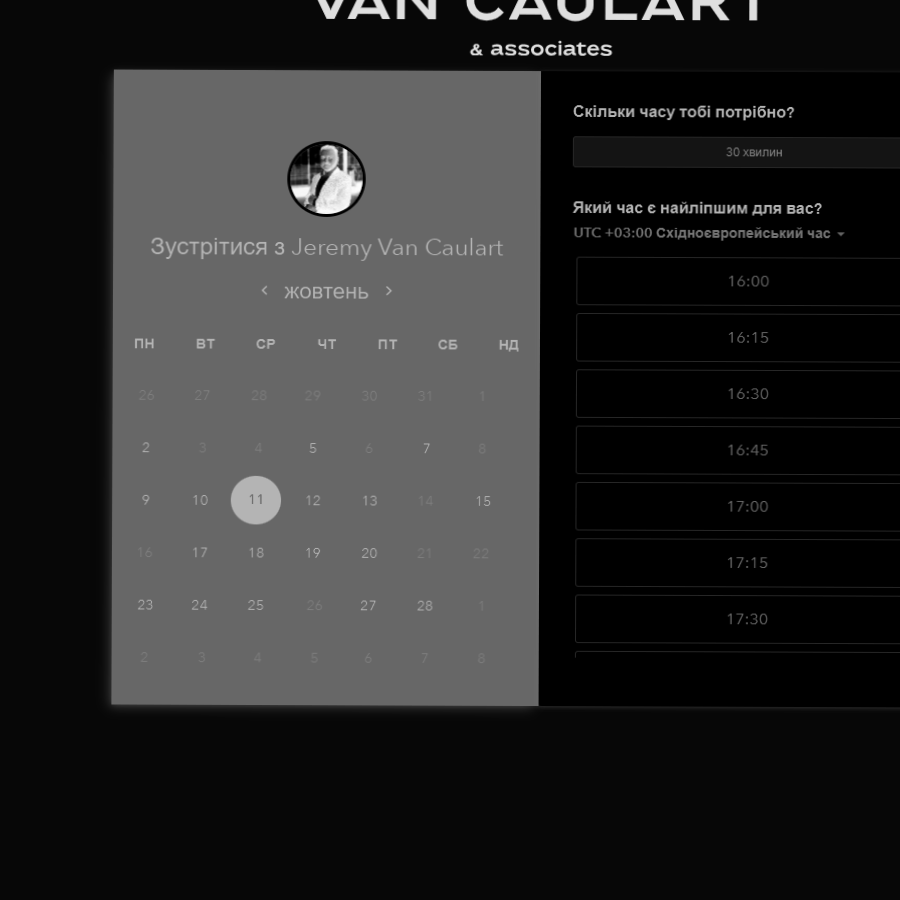 VAN CAULART
& associates
Зустрітися з Jeremy Van Caulart
жовтень
ПН ВТ СР ЧТ ПТ СБ НД
26 27 28 29 30 31 1
2 3 4 5 6 7 8
9 10 11 12 13 14 15
16 17 18 19 20 21 22
23 24 25 26 27 28 1
2 3 4 5 6 7 8
Скільки часу тобі потрібно?
30 хвилин
Який час є найліпшим для вас?
UTC +03:00 Східноєвропейський час
16:00
16:15
16:30
16:45
17:00
17:15
17:30